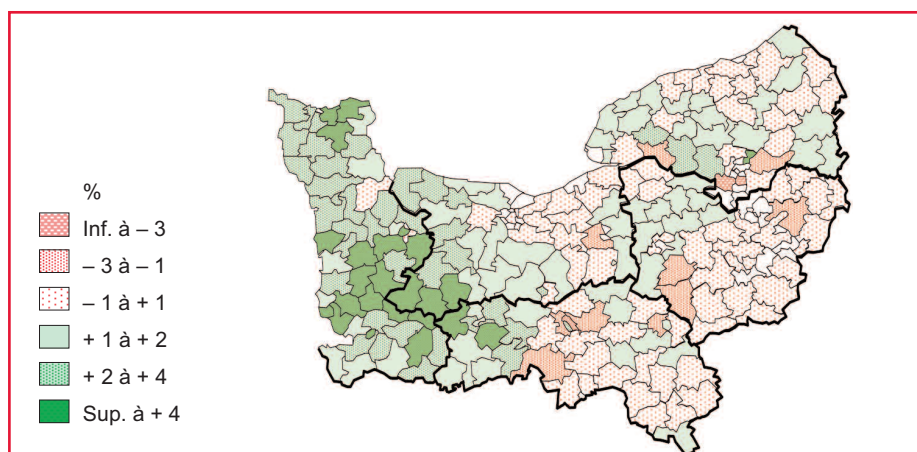 %
Inf. à – 3
– 3 à – 1
– 1 à + 1
+ 1 à + 2
+ 2 à + 4
Sup. à + 4